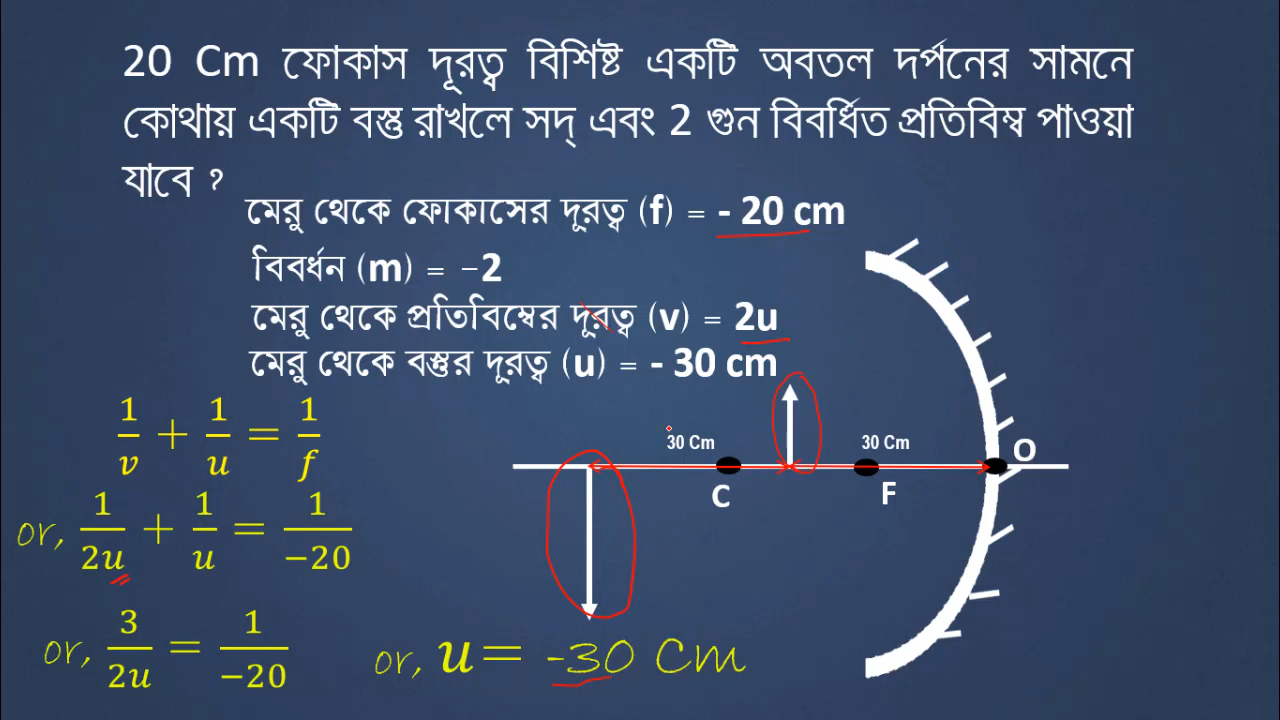 20 Cm ফোকাস দূরত্ব বিশিষ্ট একটি অবতল দর্পনের সামনে
কোথায় একটি বস্তু রাখলে সদ্ এবং 2 গুন বিবর্ধিত প্রতিবিম্ব পাওয়া
যাবে ?
মেরু থেকে ফোকাসের দূরত্ব (f) = - 20 cm
বিবর্ধন (m) = -2
মেরু থেকে প্রতিবিম্বের দূরত্ব (v) = 2u
মেরু থেকে বস্তুর দূরত্ব (u) = - 30 cm
1/v + 1/u = 1/f
30 Cm 30 Cm
O
C F
or, 1/2u + 1/u = 1/-20
or, 3/2u = 1/-20
or, u = -30 Cm